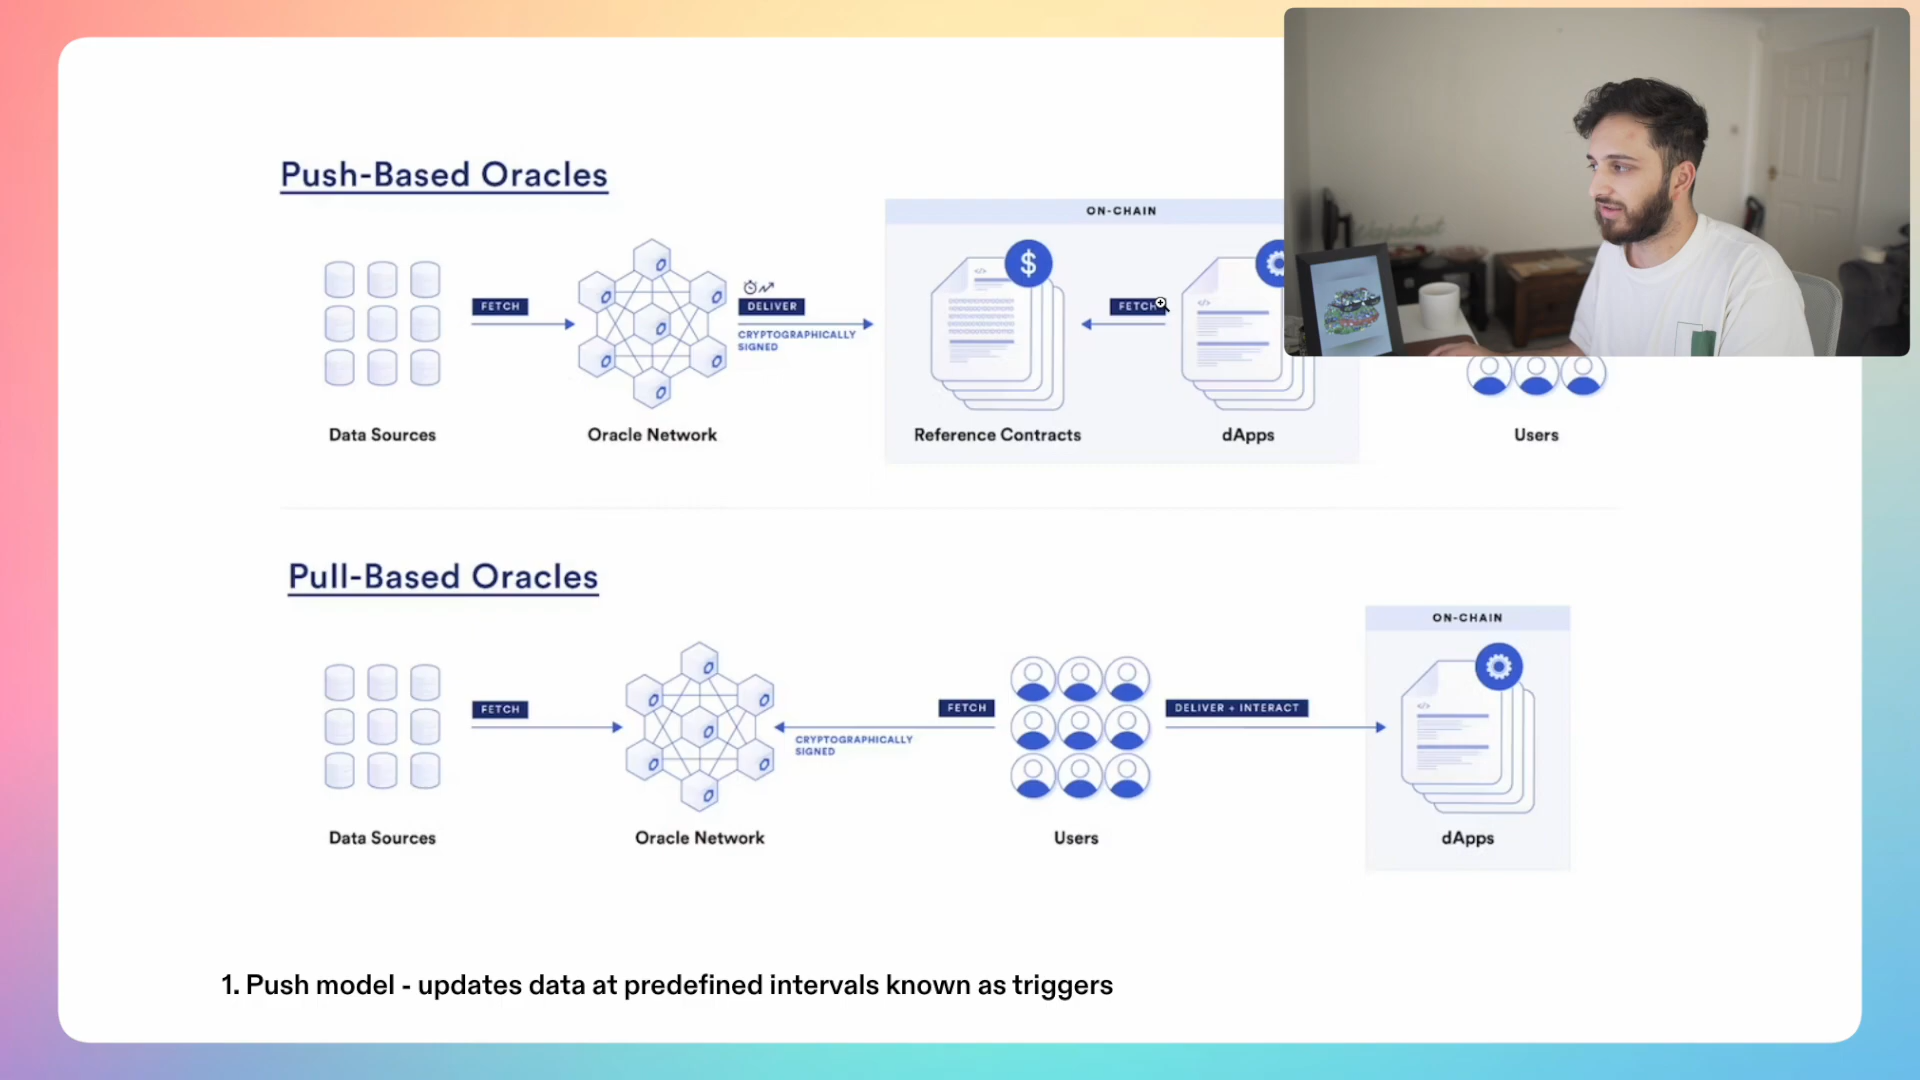 Push-Based Oracles
ON-CHAIN
FETCH
DELIVER
CRYPTOGRAPHICALLY
SIGNED
$
</>
FETCH
</>
Data Sources
Oracle Network
Reference Contracts
dApps
Users
Pull-Based Oracles
ON-CHAIN
FETCH
FETCH
CRYPTOGRAPHICALLY
SIGNED
DELIVER + INTERACT
</>
Data Sources
Oracle Network
Users
dApps
1. Push model - updates data at predefined intervals known as triggers